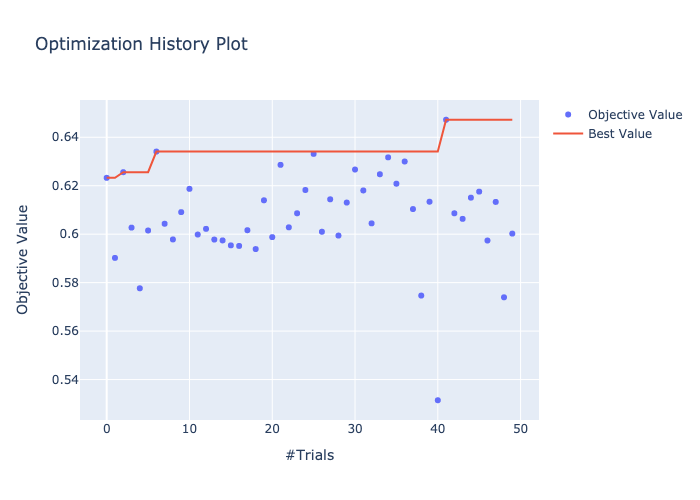 Optimization History Plot
Objective Value
Best Value
0.64
0.62
0.6
0.58
0.56
0.54
Objective Value
0
10
20
30
40
50
#Trials